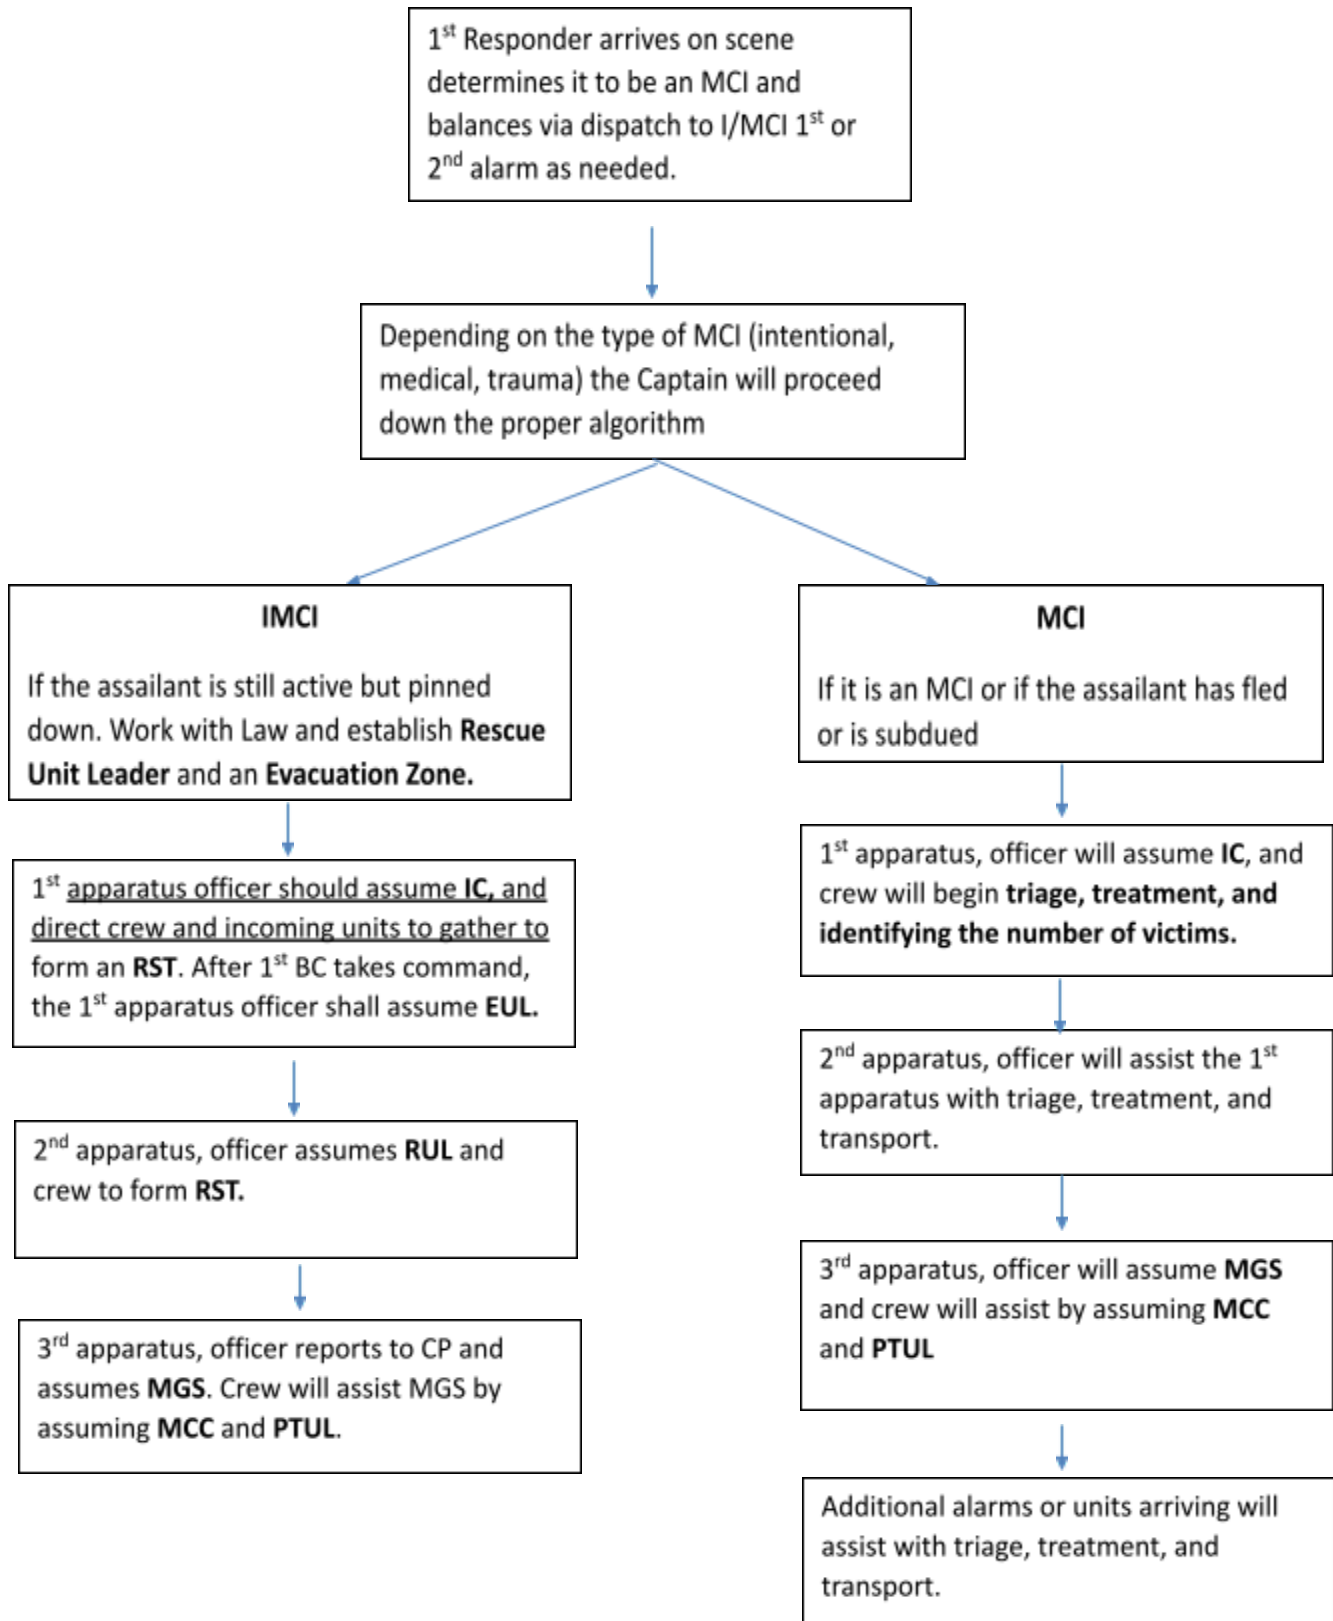 1st Responder arrives on scene
determines it to be an MCI and
balances via dispatch to I/MCI 1st or
2nd alarm as needed.
Depending on the type of MCI (intentional,
medical, trauma) the Captain will proceed
down the proper algorithm
IMCI
If the assailant is still active but pinned
down. Work with Law and establish Rescue
Unit Leader and an Evacuation Zone.
1st apparatus officer should assume IC, and
direct crew and incoming units to gather to
form an RST. After 1st BC takes command,
the 1st apparatus officer shall assume EUL.
2nd apparatus, officer assumes RUL and
crew to form RST.
3rd apparatus, officer reports to CP and
assumes MGS. Crew will assist MGS by
assuming MCC and PTUL.
MCI
If it is an MCI or if the assailant has fled
or is subdued
1st apparatus, officer will assume IC, and
crew will begin triage, treatment, and
identifying the number of victims.
2nd apparatus, officer will assist the 1st
apparatus with triage, treatment, and
transport.
3rd apparatus, officer will assume MGS
and crew will assist by assuming MCC
and PTUL
Additional alarms or units arriving will
assist with triage, treatment, and
transport.